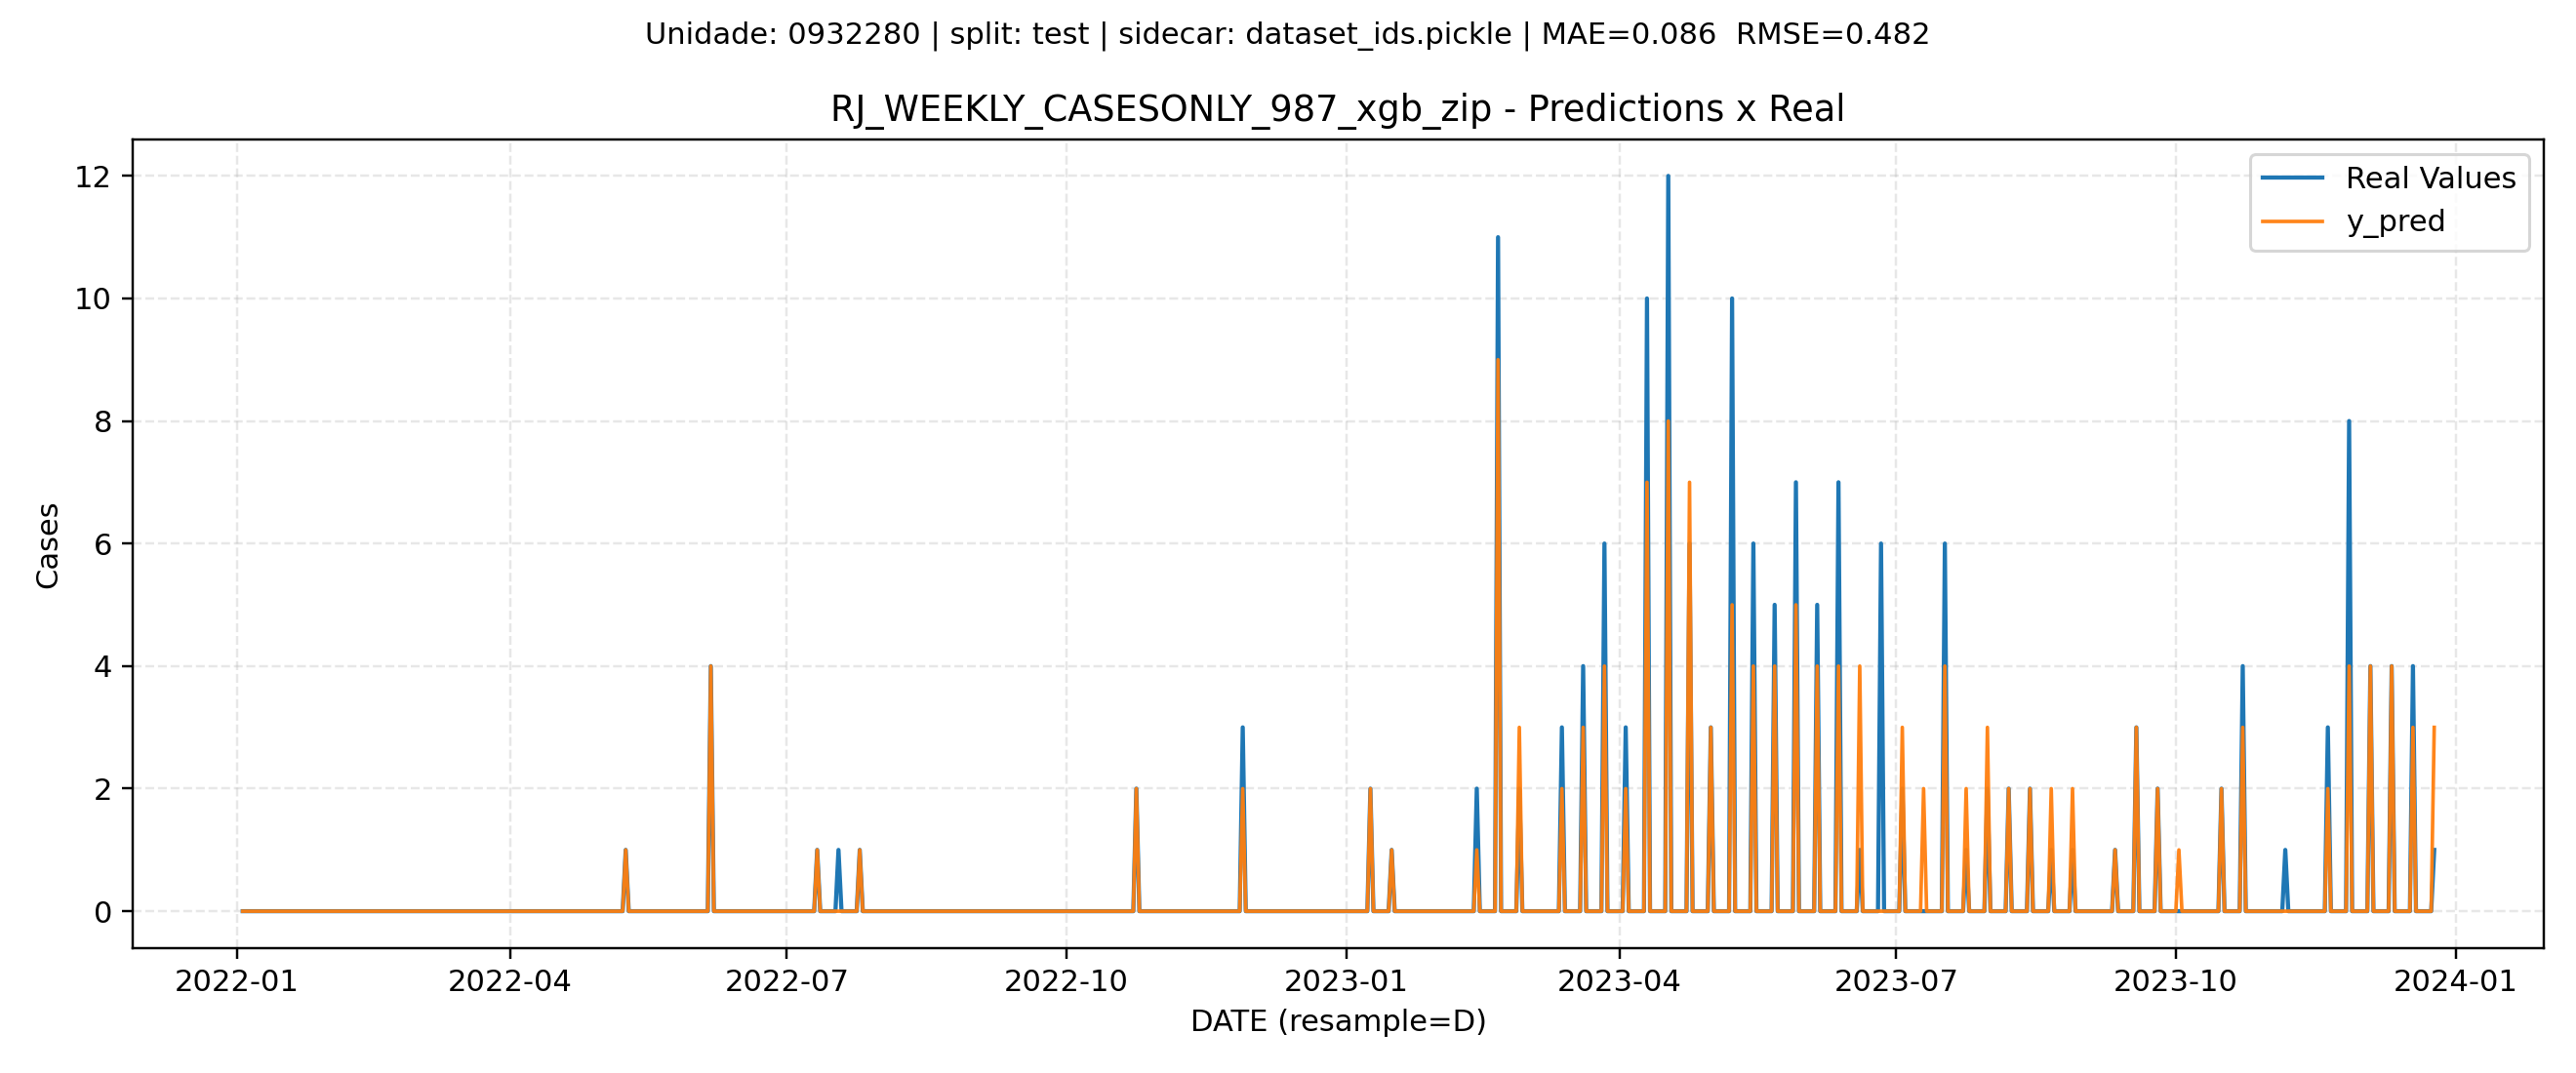 Unidade: 0932280 | split: test | sidecar: dataset_ids.pickle | MAE=0.086  RMSE=0.482
RJ_WEEKLY_CASESONLY_987_xgb_zip - Predictions x Real
Real Values
y_pred
12
10
8
6
4
2
0
Cases
2022-01
2022-04
2022-07
2022-10
2023-01
2023-04
2023-07
2023-10
2024-01
DATE (resample=D)